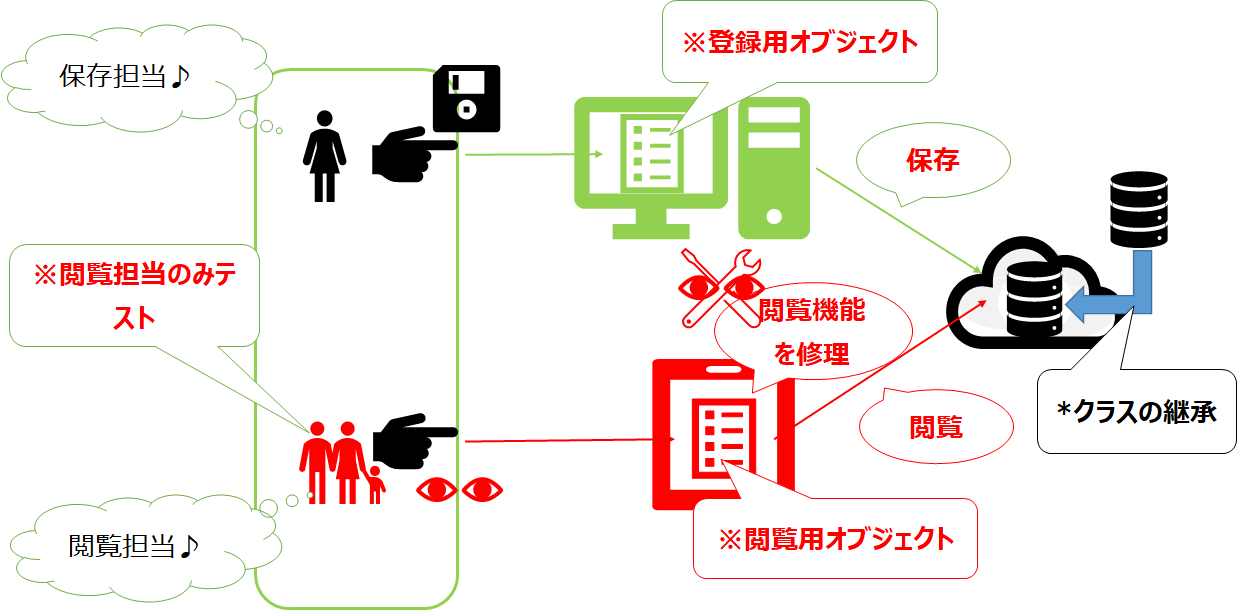 ※登録用オブジェクト
保存担当♪
保存
※閲覧担当のみテ
スト
閲覧機能
を修理
*クラスの継承
閲覧
※閲覧用オブジェクト
閲覧担当♪